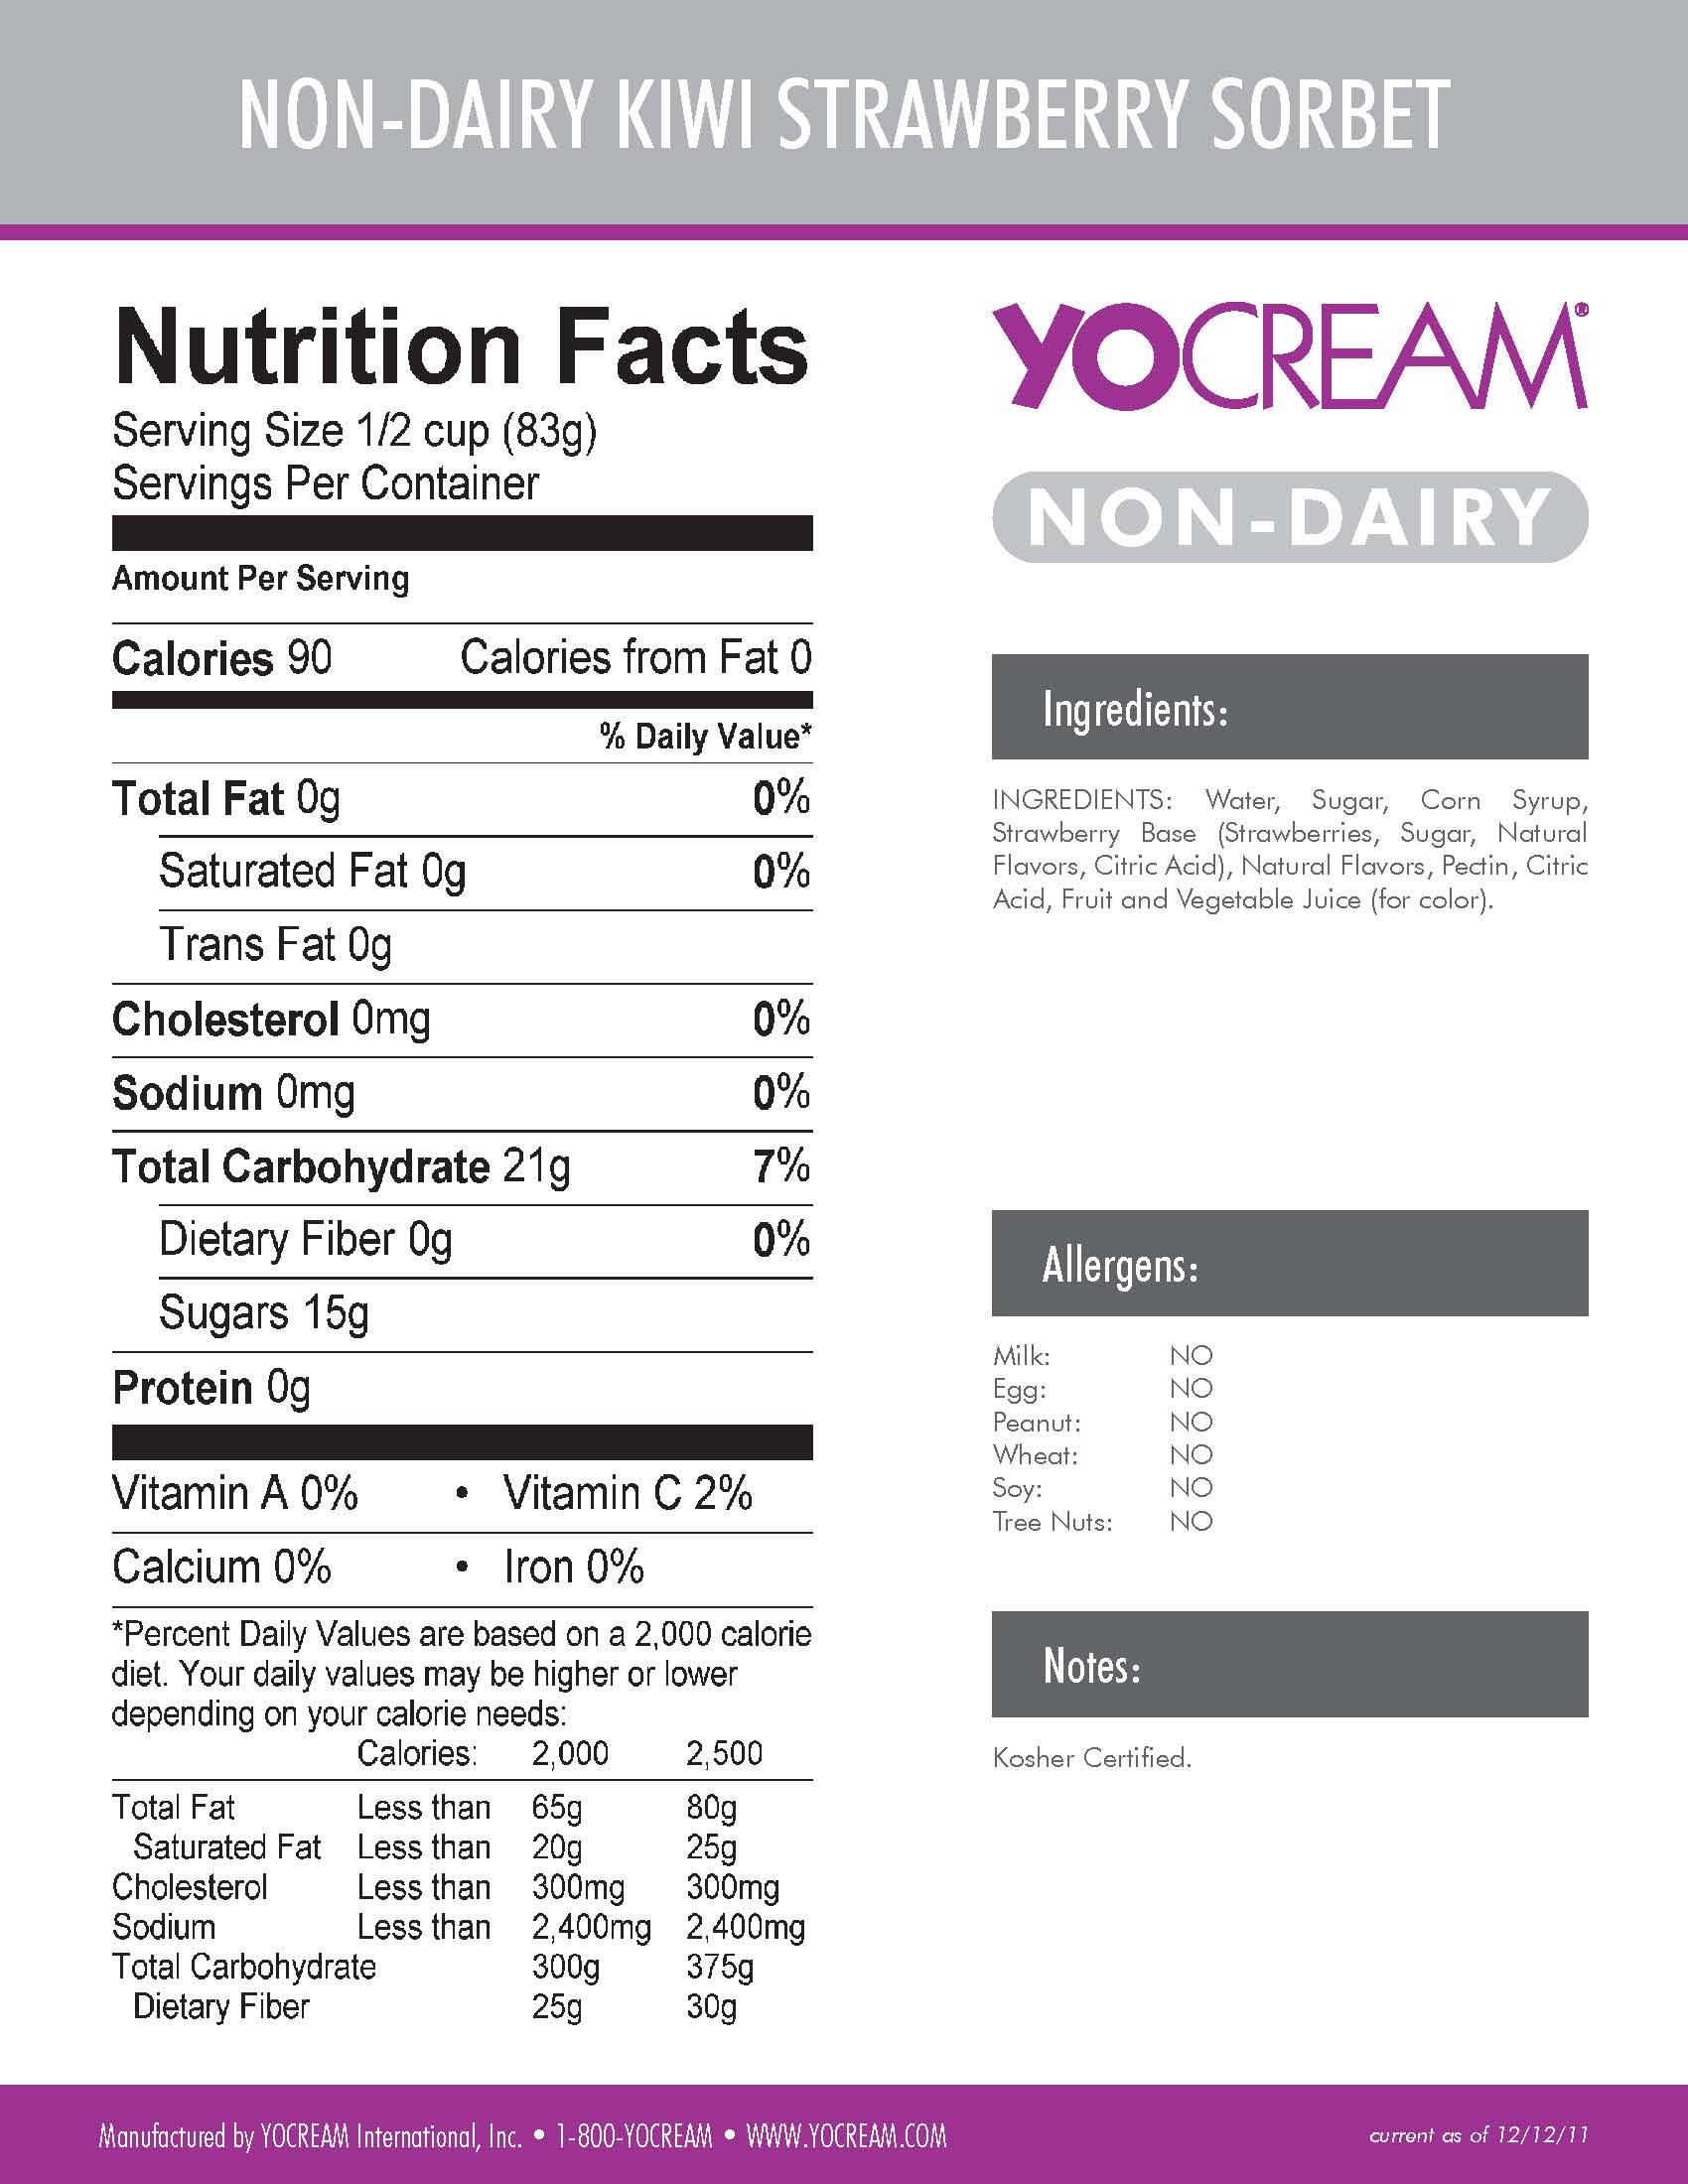 NON-DAIRY KIWI STRAWBERRY SORBET
Nutrition Facts
Serving Size 1/2 cup (83g)
Servings Per Container
Amount Per Serving
Calories 90 Calories from Fat 0
% Daily Value*
Total Fat 0g 0%
Saturated Fat 0g 0%
Trans Fat 0g
Cholesterol 0mg 0%
Sodium 0mg 0%
Total Carbohydrate 21g 7%
Dietary Fiber 0g 0%
Sugars 15g
Protein 0g
Vitamin A 0% • Vitamin C 2%
Calcium 0% • Iron 0%
*Percent Daily Values are based on a 2,000 calorie
diet. Your daily values may be higher or lower
depending on your calorie needs:
Calories: 2,000 2,500
Total Fat Less than 65g 80g
Saturated Fat Less than 20g 25g
Cholesterol Less than 300mg 300mg
Sodium Less than 2,400mg 2,400mg
Total Carbohydrate 300g 375g
Dietary Fiber 25g 30g
YOCREAM®
NON-DAIRY
Ingredients:
INGREDIENTS: Water, Sugar, Corn Syrup,
Strawberry Base (Strawberries, Sugar, Natural
Flavors, Citric Acid), Natural Flavors, Pectin, Citric
Acid, Fruit and Vegetable Juice (for color).
Allergens:
Milk: NO
Egg: NO
Peanut: NO
Wheat: NO
Soy: NO
Tree Nuts: NO
Notes:
Kosher Certified.
Manufactured by YOCREAM International, Inc. • 1-800-YOCREAM • WWW.YOCREAM.COM
current as of 12/12/11